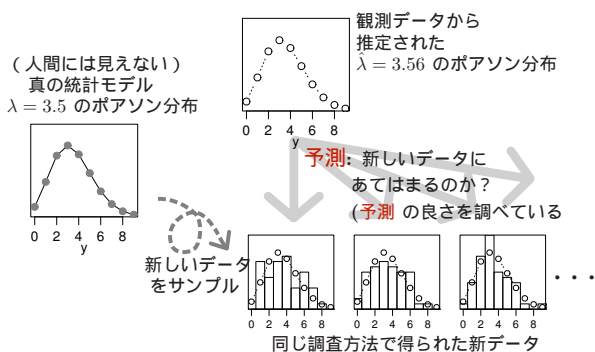 観測データから
推定された
λ̂ = 3.56 のポアソン分布
(人間には見えない)
真の統計モデル
λ = 3.5 のポアソン分布
0 2 4 6 8
y
0 2 4 6 8
y
予測: 新しいデータに
あてはまるのか？
(予測 の良さを調べている
新しいデータ
をサンプル
0 2 4 6 8
0 2 4 6 8
0 2 4 6 8
・・・
同じ調査方法で得られた新データ